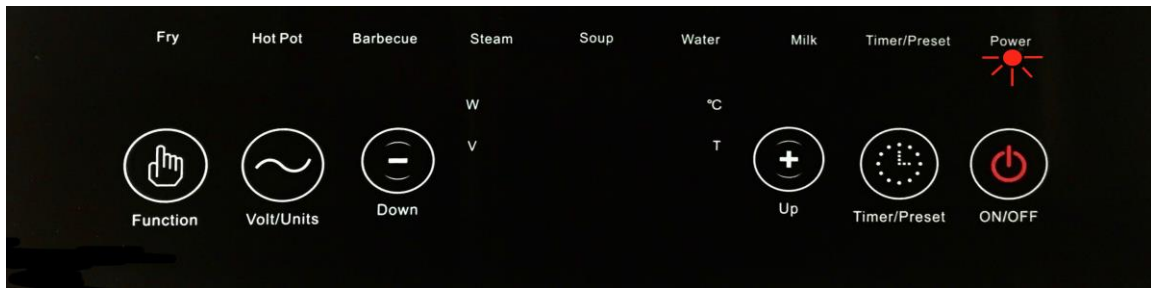 Fry Hot Pot Barbecue Steam Soup Water Milk Timer/Preset Power
W °C
V T
Function Volt/Units Down Up Timer/Preset ON/OFF